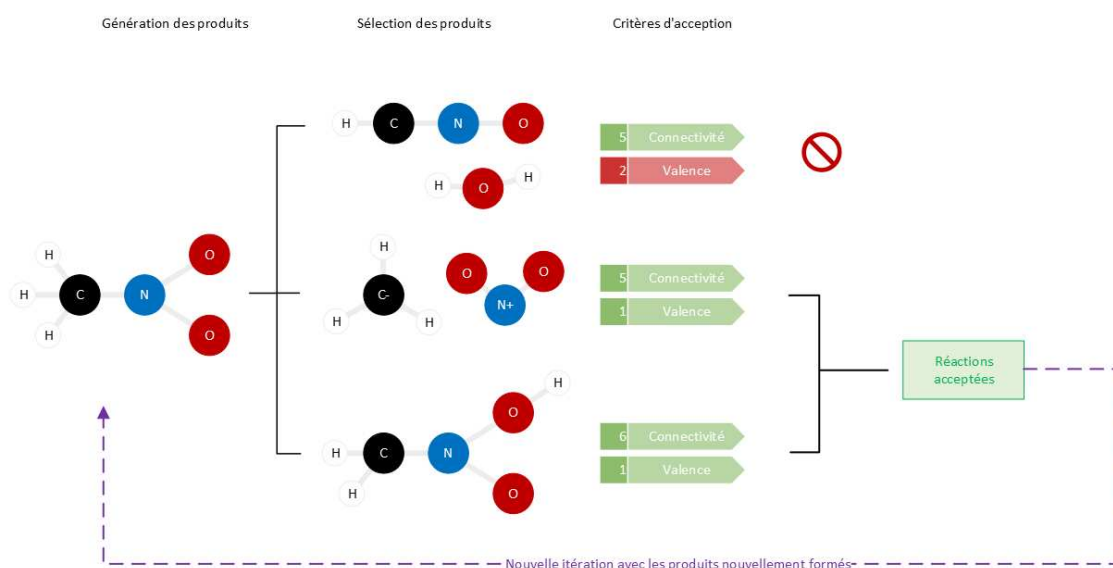 Génération des produits
Sélection des produits
Critères d'acception
H
C
N
O
5
Connectivité
2
Valence
H
O
H
H
H
H
C
N
O
O
H
C-
H
H
O
O
N+
5
Connectivité
1
Valence
Réactions
acceptées
H
H
C
H
N
O
O
6
Connectivité
1
Valence
Nouvelle itération avec les produits nouvellement formés